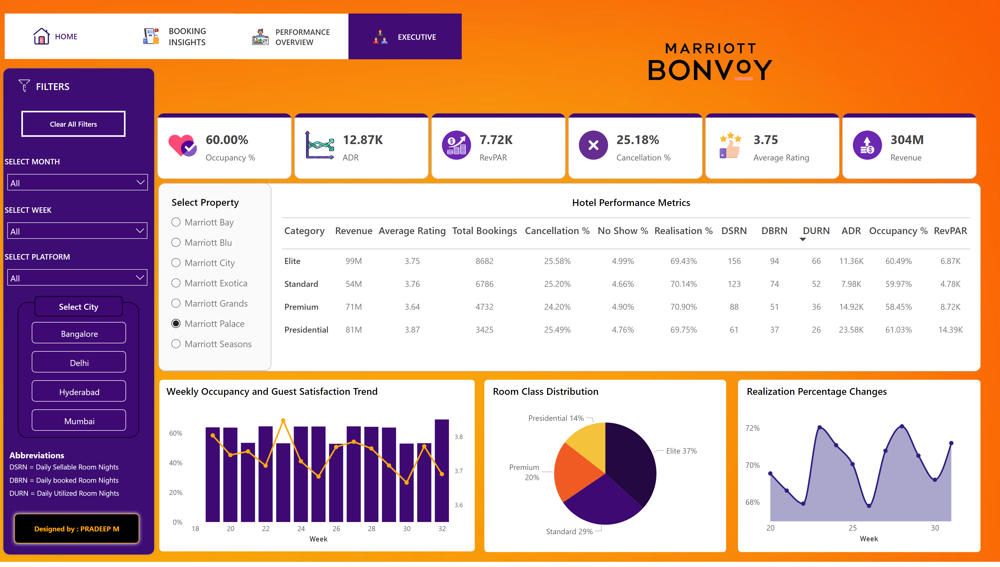 HOME
BOOKING
INSIGHTS
PERFORMANCE
OVERVIEW
EXECUTIVE
MARRIOTT
BONVOY
FILTERS
Clear All Filters
SELECT MONTH
All
SELECT WEEK
All
SELECT PLATFORM
All
Select City
Bangalore
Delhi
Hyderabad
Mumbai
Abbreviations
DSRN = Daily Sellable Room Nights
DBRN = Daily booked Room Nights
DURN = Daily Utilized Room Nights
Designed by : PRADEEP M
60.00%
Occupancy %
12.87K
ADR
7.72K
RevPAR
25.18%
Cancellation %
3.75
Average Rating
304M
Revenue
Select Property
Marriott Bay
Marriott Blu
Marriott City
Marriott Exotica
Marriott Grands
Marriott Palace
Marriott Seasons
Hotel Performance Metrics
Category Revenue Average Rating Total Bookings Cancellation % No Show % Realisation % DSRN DBRN DURN ADR Occupancy % RevPAR
Elite 99M 3.75 8682 25.58% 4.99% 69.43% 156 94 66 11.36K 60.49% 6.87K
Standard 54M 3.76 6786 25.20% 4.66% 70.14% 123 74 52 7.98K 59.97% 4.78K
Premium 71M 3.64 4732 24.20% 4.90% 70.90% 88 51 36 14.92K 58.45% 8.72K
Presidential 81M 3.87 3425 25.49% 4.76% 69.75% 61 37 26 23.58K 61.03% 14.39K
Weekly Occupancy and Guest Satisfaction Trend
60%
40%
20%
0%
3.8
3.7
3.6
18 20 22 24 26 28 30 32
Week
Room Class Distribution
Presidential 14%
Elite 37%
Premium
20%
Standard 29%
Realization Percentage Changes
72%
70%
68%
20 25 30
Week